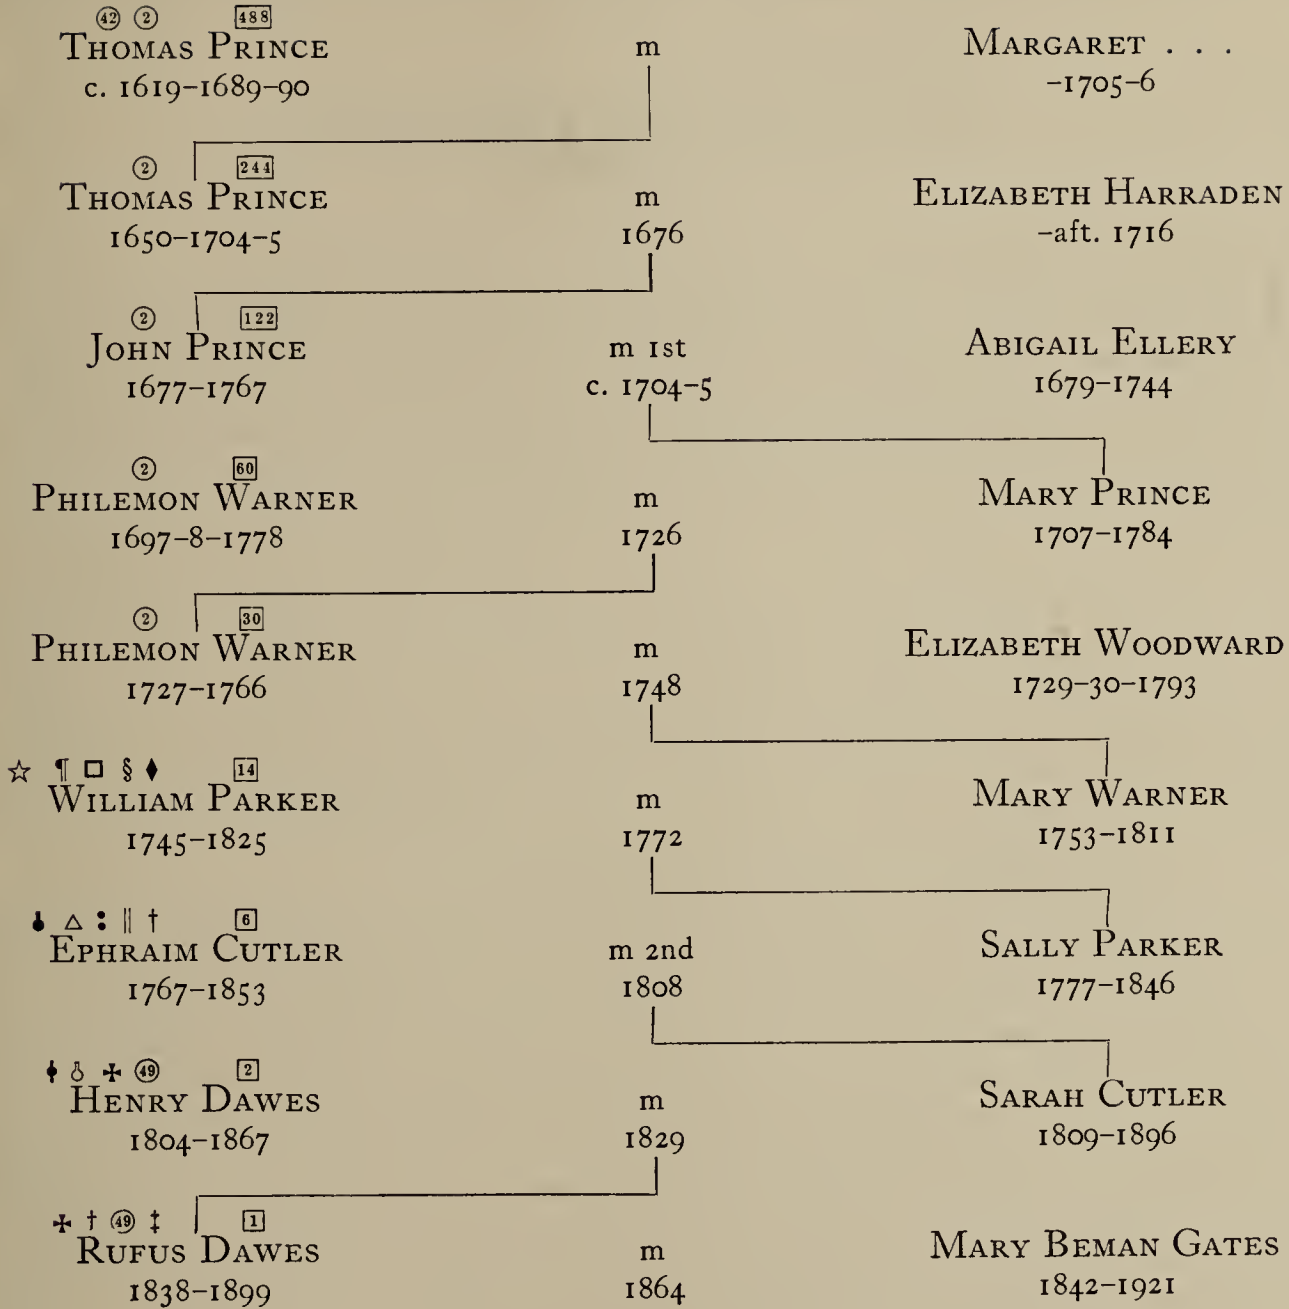 ㊷ ② 488
Thomas Prince m Margaret . . .
c. 1619–1689–90 –1705–6
② 244
Thomas Prince m Elizabeth Harraden
1650–1704–5 1676 –aft. 1716
② 122
John Prince m 1st Abigail Ellery
1677–1767 c. 1704–5 1679–1744
② 60
Philemon Warner m Mary Prince
1697–8–1778 1726 1707–1784
② 30
Philemon Warner m Elizabeth Woodward
1727–1766 1748 1729–30–1793
☆ ¶ □ § ♦ 14
William Parker m Mary Warner
1745–1825 1772 1753–1811
△ : || † 6
Ephraim Cutler m 2nd Sally Parker
1767–1853 1808 1777–1846
✢ ㊾ 2
Henry Dawes m Sarah Cutler
1804–1867 1829 1809–1896
✢ † ㊾ ‡ 1
Rufus Dawes m Mary Beman Gates
1838–1899 1864 1842–1921